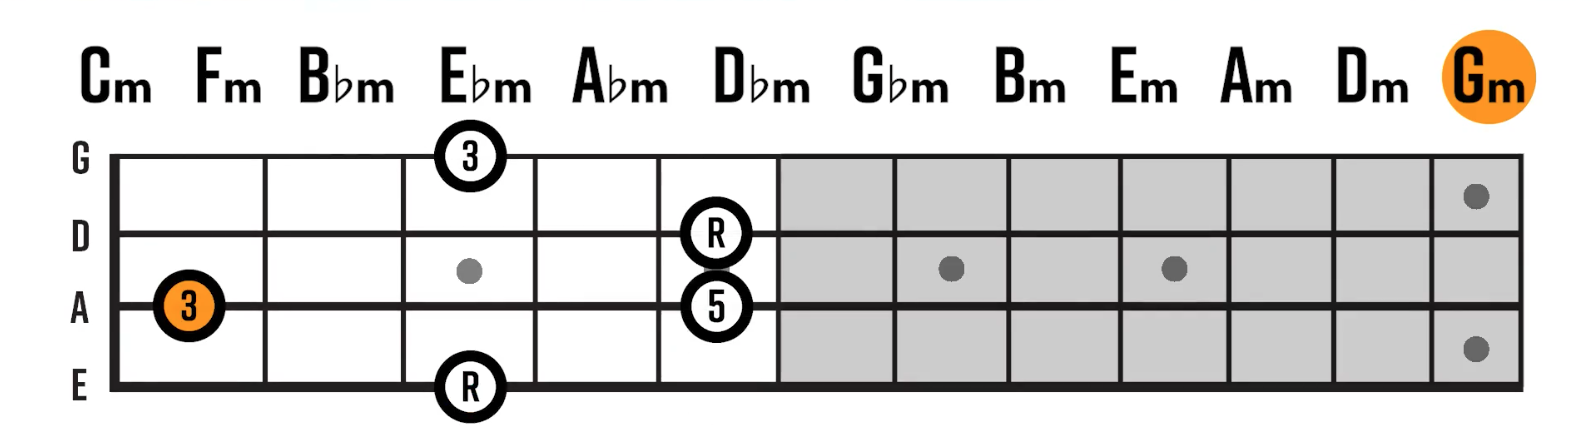 Cm Fm B♭m E♭m A♭m D♭m G♭m Bm Em Am Dm Gm
G 3
D R
A 3 5
E R